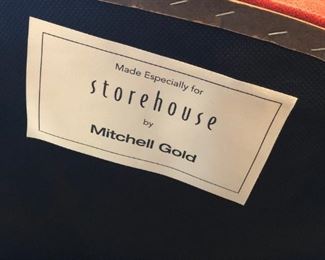 Made Especially for
storehouse
by
Mitchell Gold